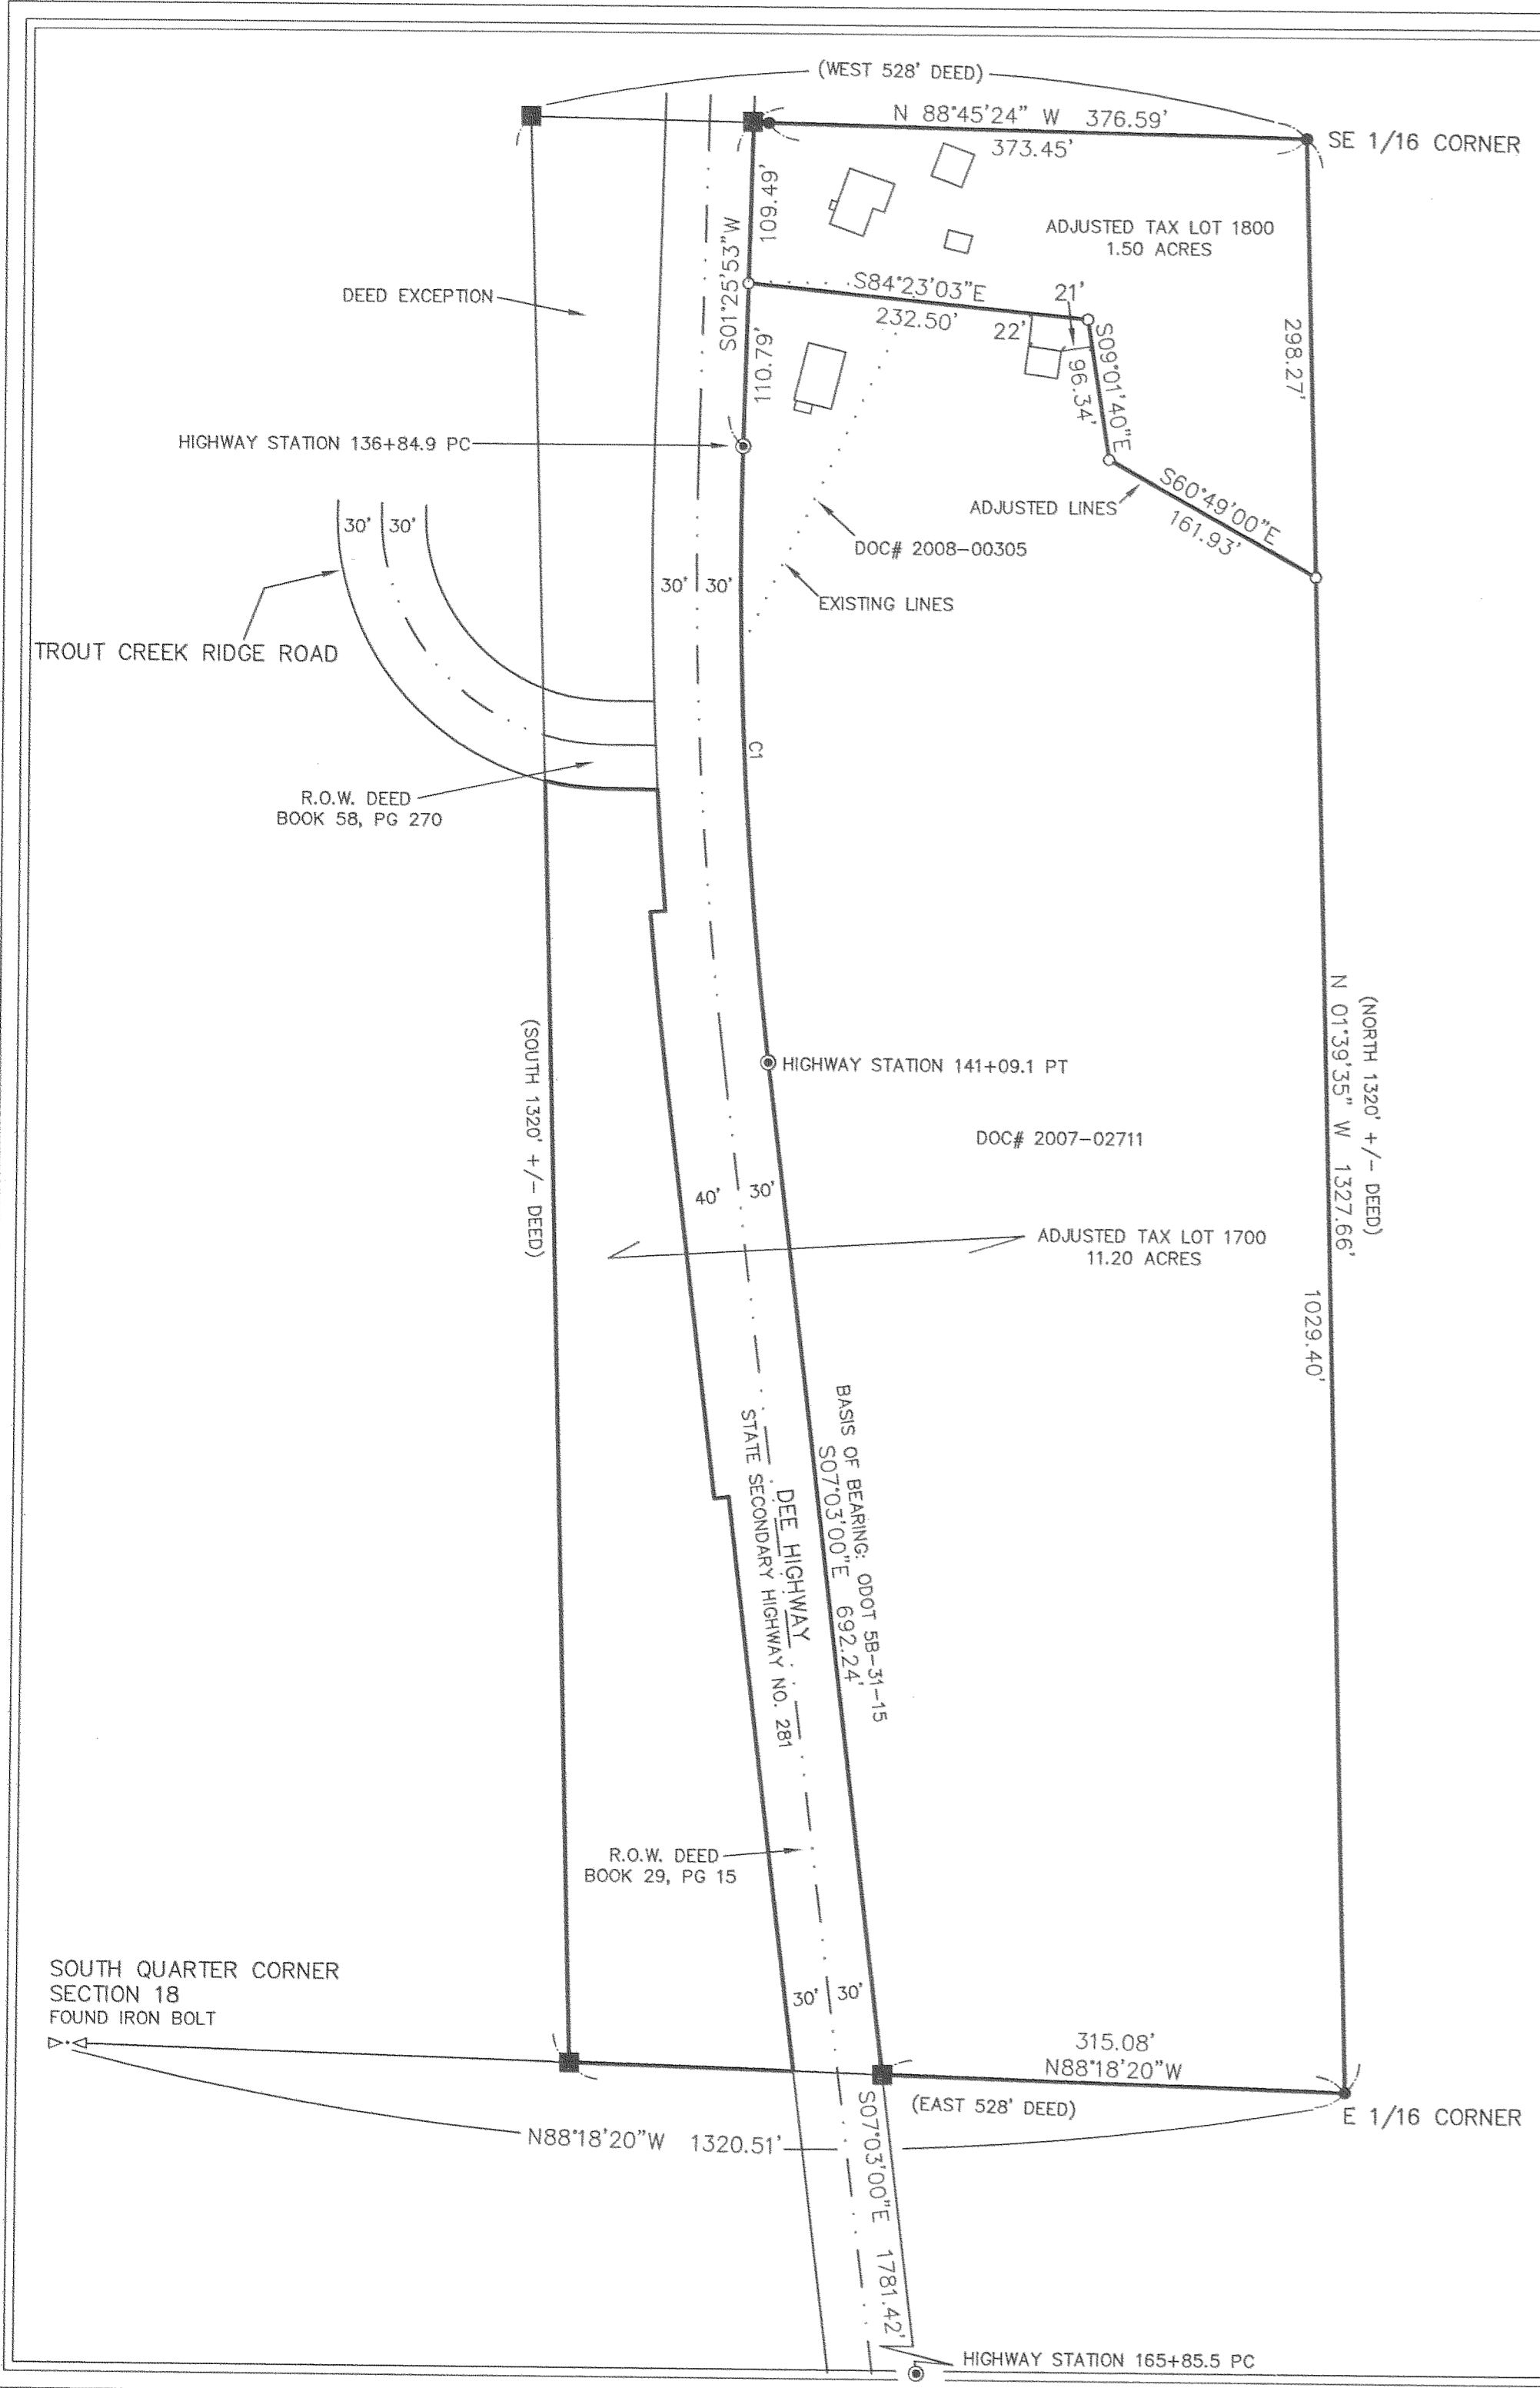 (WEST 528' DEED)
N 88°45'24" W 376.59'
373.45'
SE 1/16 CORNER
109.49'
S01°25'53"W
ADJUSTED TAX LOT 1800
1.50 ACRES
DEED EXCEPTION
S84°23'03"E
232.50'
21'
22'
S09°01'40"E
96.34'
298.27'
110.79'
HIGHWAY STATION 136+84.9 PC
S60°49'00"E
161.93'
ADJUSTED LINES
30' 30'
DOC# 2008-00305
30' 30'
EXISTING LINES
TROUT CREEK RIDGE ROAD
C1
R.O.W. DEED
BOOK 58, PG 270
(NORTH 1320' +/- DEED)
N 01°39'35" W 1327.66'
(SOUTH 1320' +/- DEED)
HIGHWAY STATION 141+09.1 PT
DOC# 2007-02711
40' 30'
ADJUSTED TAX LOT 1700
11.20 ACRES
1029.40'
BASIS OF BEARING: ODOT 5B-31-15
S07°03'00"E 692.24'
DEE HIGHWAY
STATE SECONDARY HIGHWAY NO. 281
R.O.W. DEED
BOOK 29, PG 15
SOUTH QUARTER CORNER
SECTION 18
FOUND IRON BOLT
30' 30'
315.08'
N88°18'20"W
(EAST 528' DEED)
E 1/16 CORNER
N88°18'20"W 1320.51'
S07°03'00"E 1781.42'
HIGHWAY STATION 165+85.5 PC